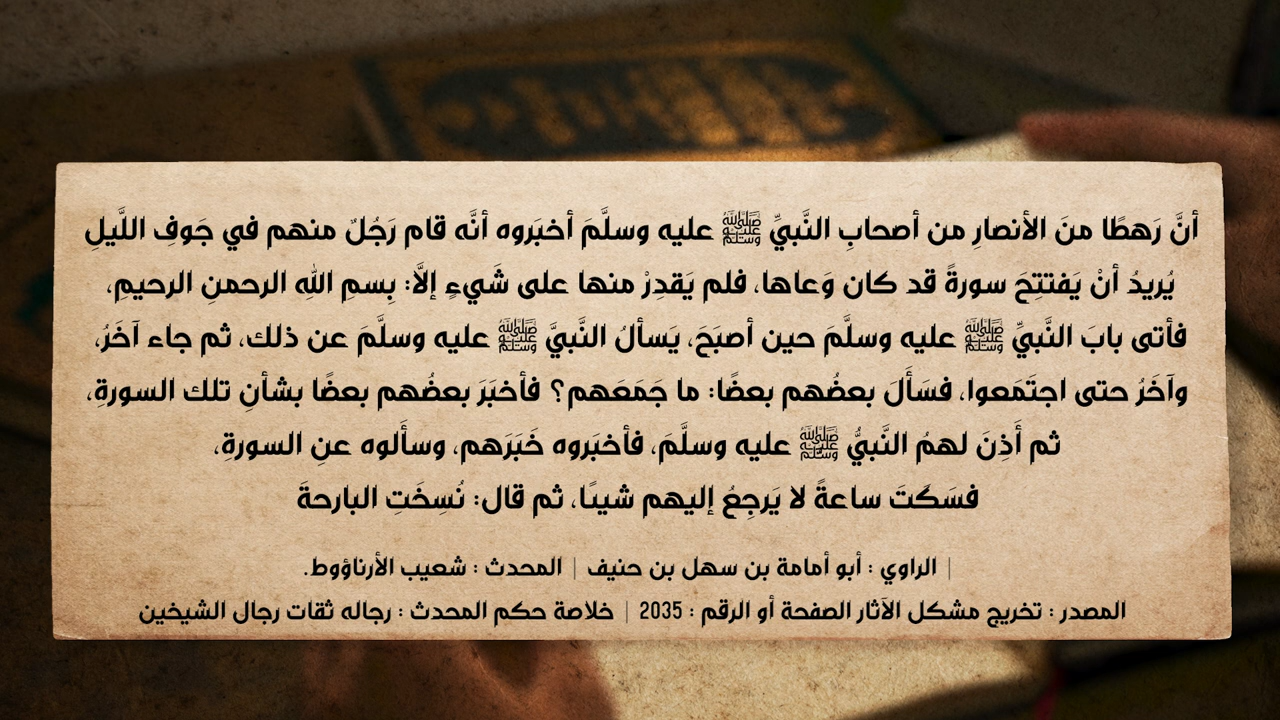 أنَّ رَهطًا منَ الأنصارِ من أصحابِ النَّبيِّ ﷺ عليه وسلَّمَ أخبَروه أنَّه قام رَجُلٌ منهم في جَوفِ اللَّيلِ
يُريدُ أنْ يَفتتِحَ سورةً قد كان وَعاها، فلم يَقدِرْ منها على شَيءٍ إلَّا: بِسمِ اللهِ الرحمنِ الرحيمِ،
فأتى بابَ النَّبيِّ ﷺ عليه وسلَّمَ حين أصبَحَ، يَسألُ النَّبيَّ ﷺ عليه وسلَّمَ عن ذلك، ثم جاء آخَرُ،
وآخَرُ حتى اجتَمَعوا، فسَأَلَ بعضُهم بعضًا: ما جَمَعَهم؟ فأخبَرَ بعضُهم بعضًا بشأنِ تلك السورةِ،
ثم أَذِنَ لهمُ النَّبيُّ ﷺ عليه وسلَّمَ، فأخبَروه خَبَرَهم، وسأَلوه عنِ السورةِ،
فسَكَتَ ساعةً لا يَرجِعُ إليهم شيئًا، ثم قال: نُسِخَتِ البارحةَ
| الراوي : أبو أمامة بن سهل بن حنيف | المحدث : شعيب الأرناؤوط.
المصدر : تخريج مشكل الآثار الصفحة أو الرقم : 2035 | خلاصة حكم المحدث : رجاله ثقات رجال الشيخين